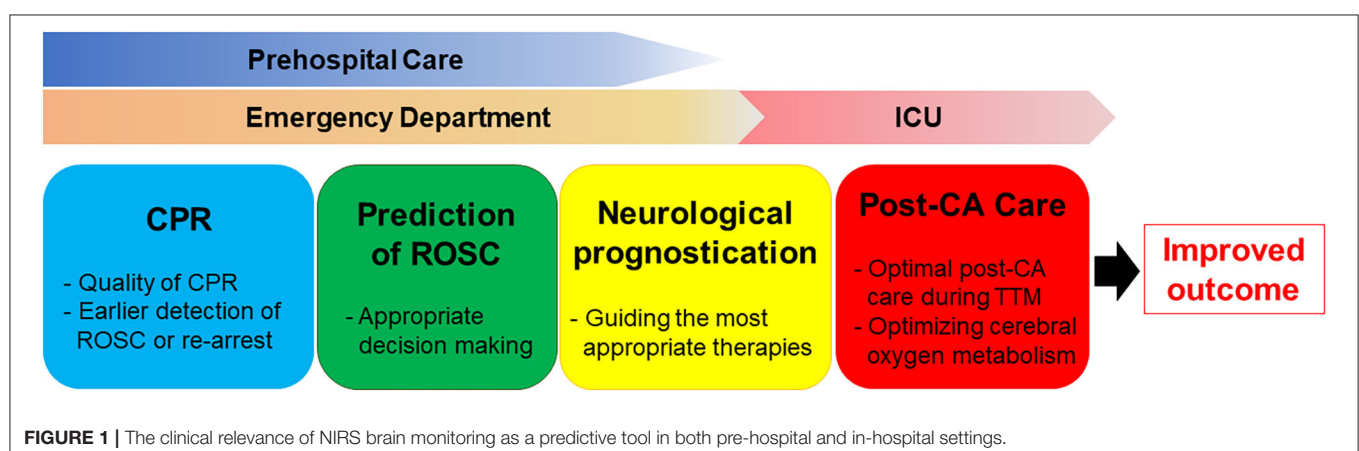 Prehospital Care
Emergency Department
ICU
CPR
- Quality of CPR
- Earlier detection of
ROSC or re-arrest
Prediction
of ROSC
- Appropriate
decision making
Neurological
prognostication
- Guiding the most
appropriate therapies
Post-CA Care
- Optimal post-CA
care during TTM
- Optimizing cerebral
oxygen metabolism
Improved
outcome
FIGURE 1 | The clinical relevance of NIRS brain monitoring as a predictive tool in both pre-hospital and in-hospital settings.